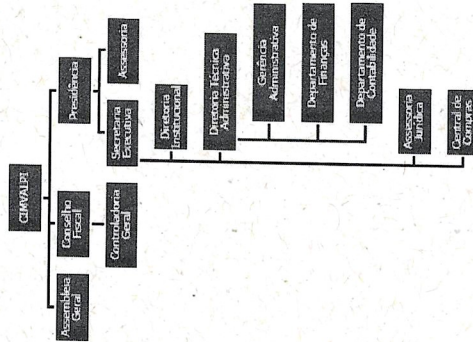 CIMVALPI
Assembleia
Geral
Conselho
Fiscal
Presidência
Controladoria
Geral
Secretaria
Executiva
Assessoria
Diretoria
Institucional
Diretoria Técnica
Administrativa
Gerência
Administrativa
Departamento de
Finanças
Departamento de
Contabilidade
Assessoria
Jurídica
Central de
Compras